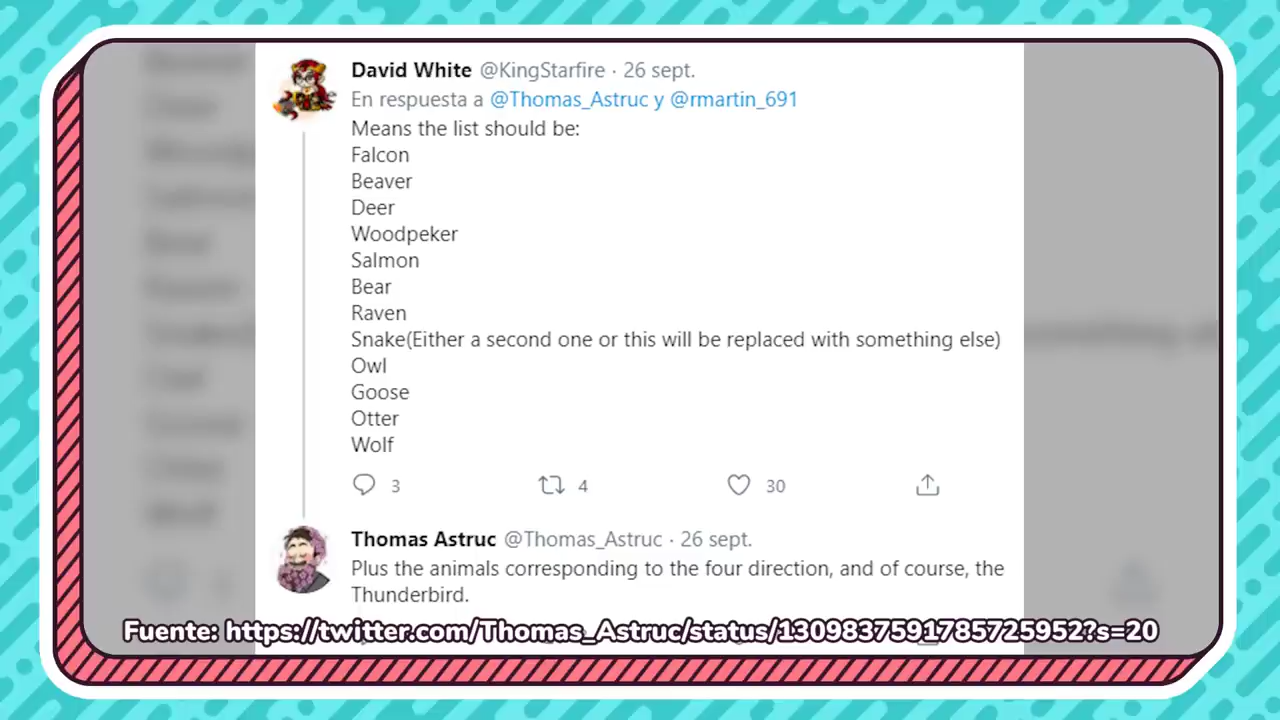 David White @KingStarfire · 26 sept.
En respuesta a @Thomas_Astruc y @rmartin_691
Means the list should be:
Falcon
Beaver
Deer
Woodpeker
Salmon
Bear
Raven
Snake(Either a second one or this will be replaced with something else)
Owl
Goose
Otter
Wolf
3 4 30
Thomas Astruc @Thomas_Astruc · 26 sept.
Plus the animals corresponding to the four direction, and of course, the
Thunderbird.
Fuente: https://twitter.com/Thomas_Astruc/status/1309837591785725952?s=20